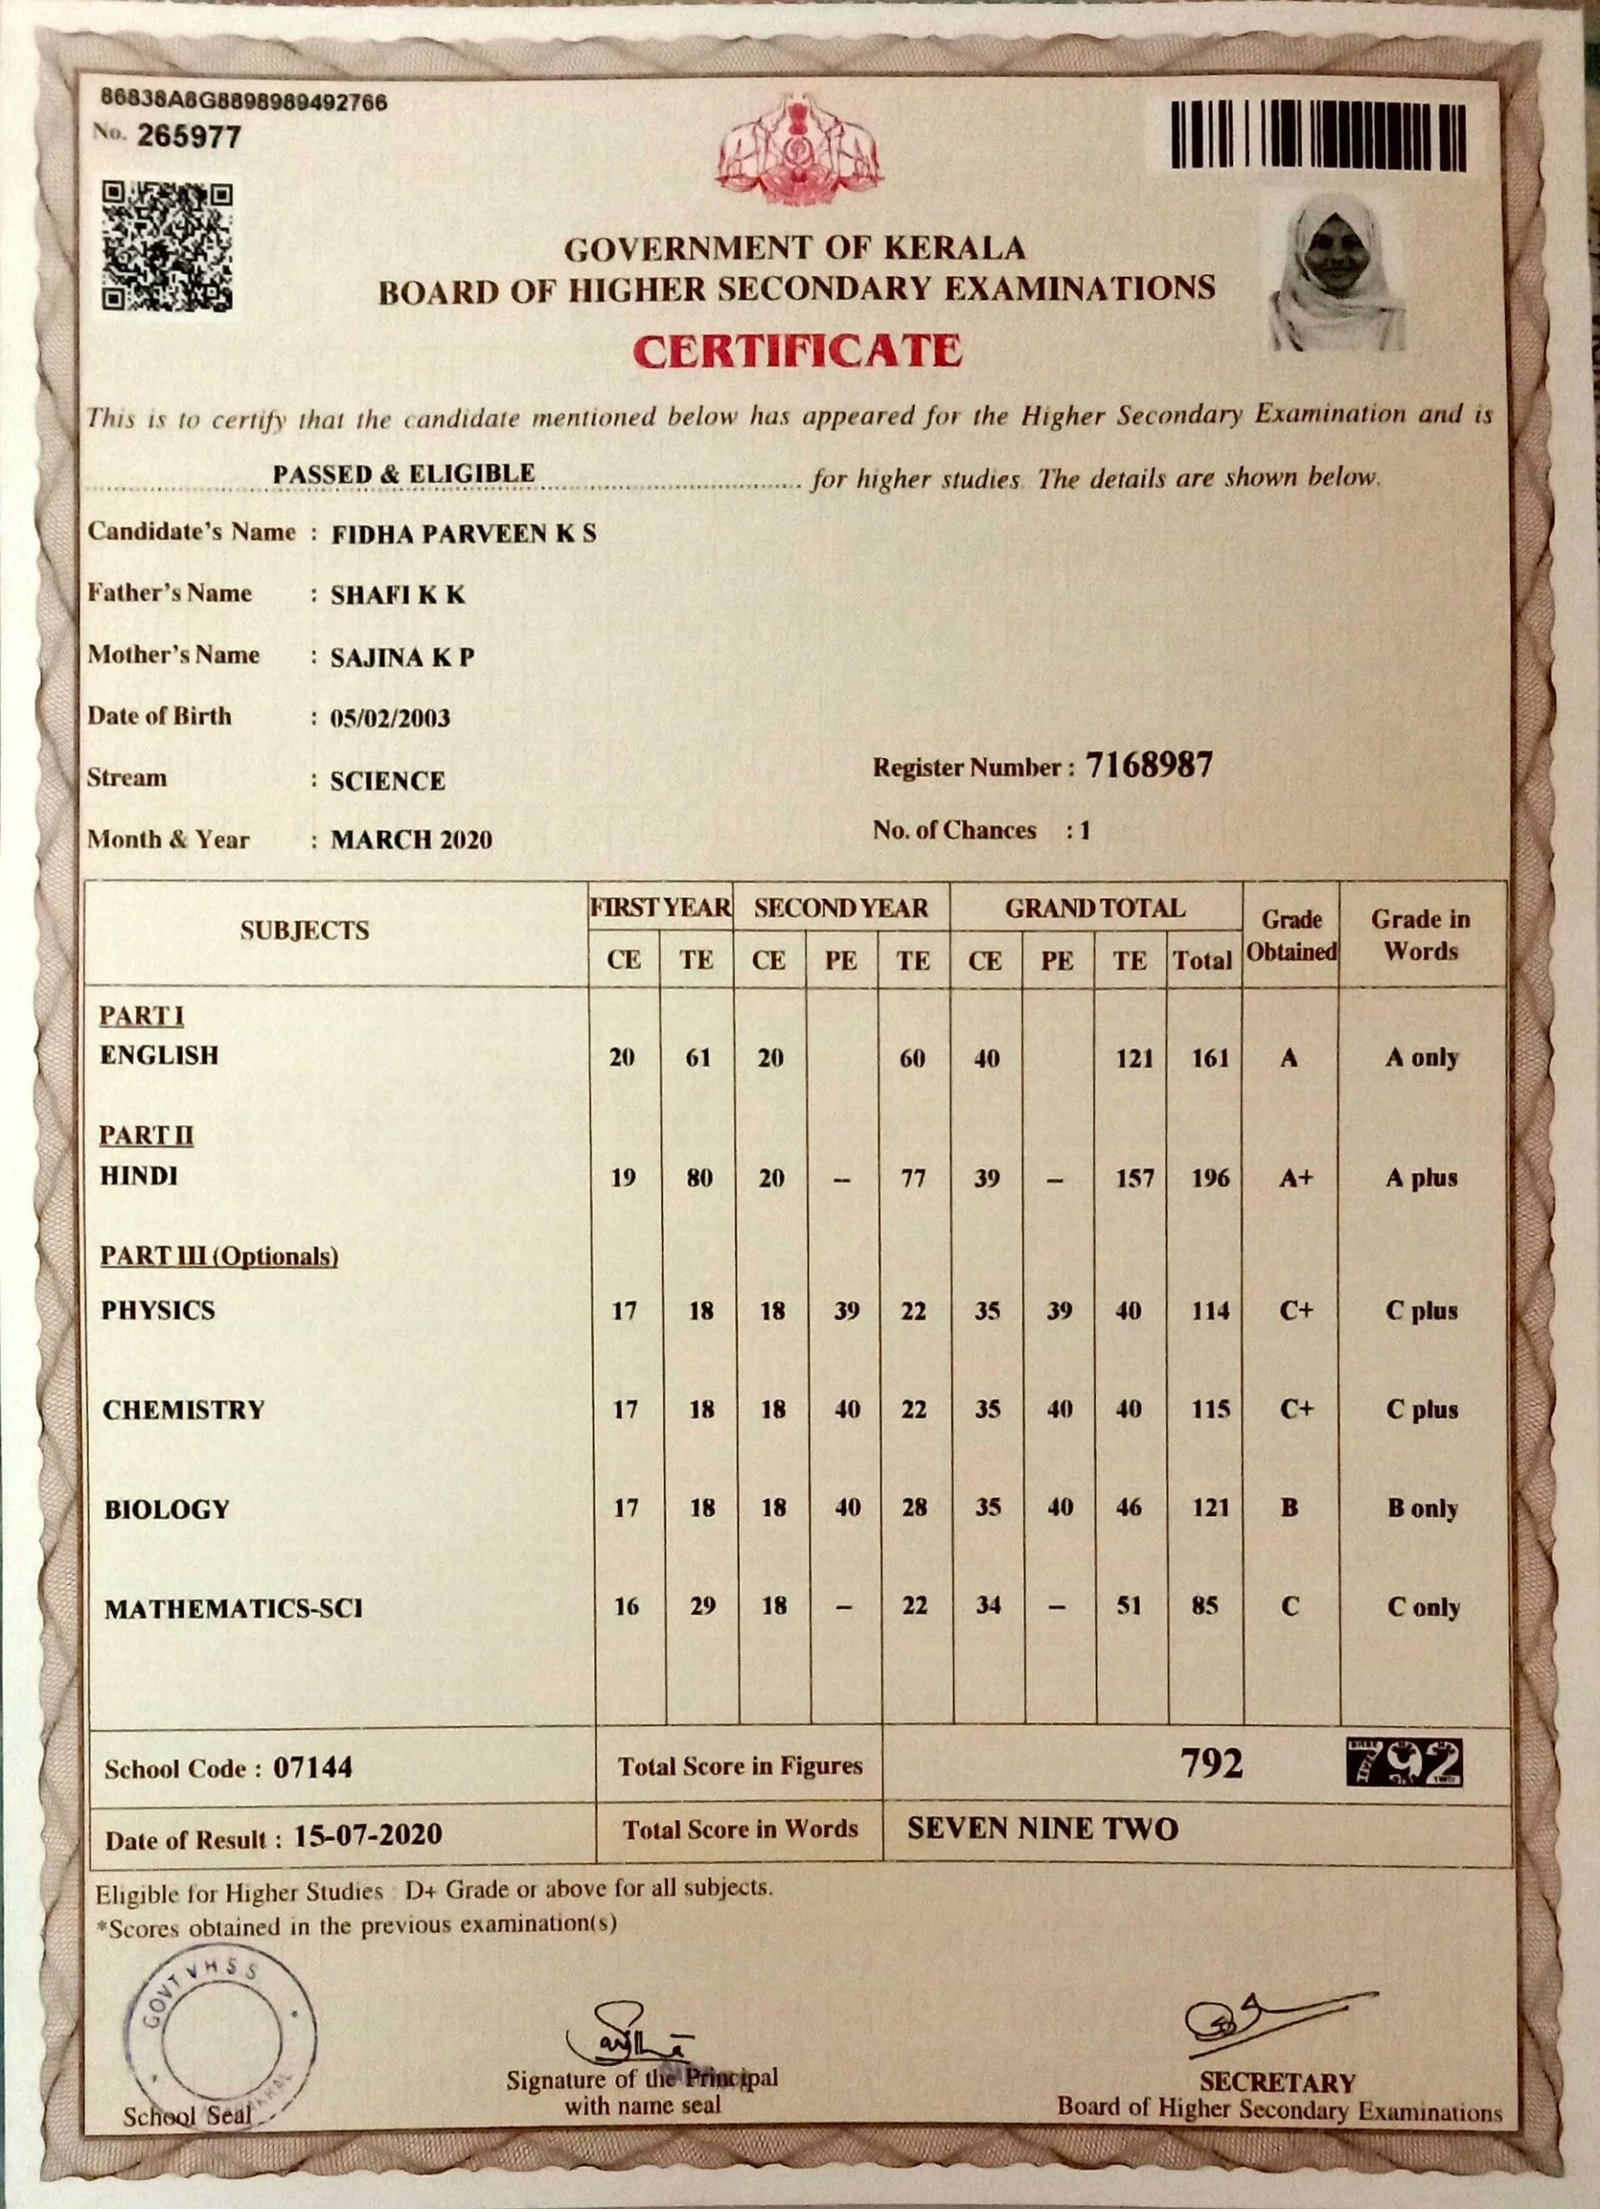 86838A8G8898989492766
No. 265977
GOVERNMENT OF KERALA
BOARD OF HIGHER SECONDARY EXAMINATIONS
CERTIFICATE
This is to certify that the candidate mentioned below has appeared for the Higher Secondary Examination and is
PASSED & ELIGIBLE for higher studies. The details are shown below.
Candidate's Name : FIDHA PARVEEN K S
Father's Name : SHAFI K K
Mother's Name : SAJINA K P
Date of Birth : 05/02/2003
Stream : SCIENCE
Register Number : 7168987
Month & Year : MARCH 2020
No. of Chances : 1
SUBJECTS FIRST YEAR SECOND YEAR GRAND TOTAL Grade Obtained Grade in Words
CE TE CE PE TE CE PE TE Total
PART I
ENGLISH 20 61 20 60 40 121 161 A A only
PART II
HINDI 19 80 20 -- 77 39 -- 157 196 A+ A plus
PART III (Optionals)
PHYSICS 17 18 18 39 22 35 39 40 114 C+ C plus
CHEMISTRY 17 18 18 40 22 35 40 40 115 C+ C plus
BIOLOGY 17 18 18 40 28 35 40 46 121 B B only
MATHEMATICS-SCI 16 29 18 -- 22 34 -- 51 85 C C only
School Code : 07144 Total Score in Figures 792 792
Date of Result : 15-07-2020 Total Score in Words SEVEN NINE TWO
Eligible for Higher Studies : D+ Grade or above for all subjects.
*Scores obtained in the previous examination(s)
GOVT V H S S
School Seal
Signature of the Principal
with name seal
SECRETARY
Board of Higher Secondary Examinations